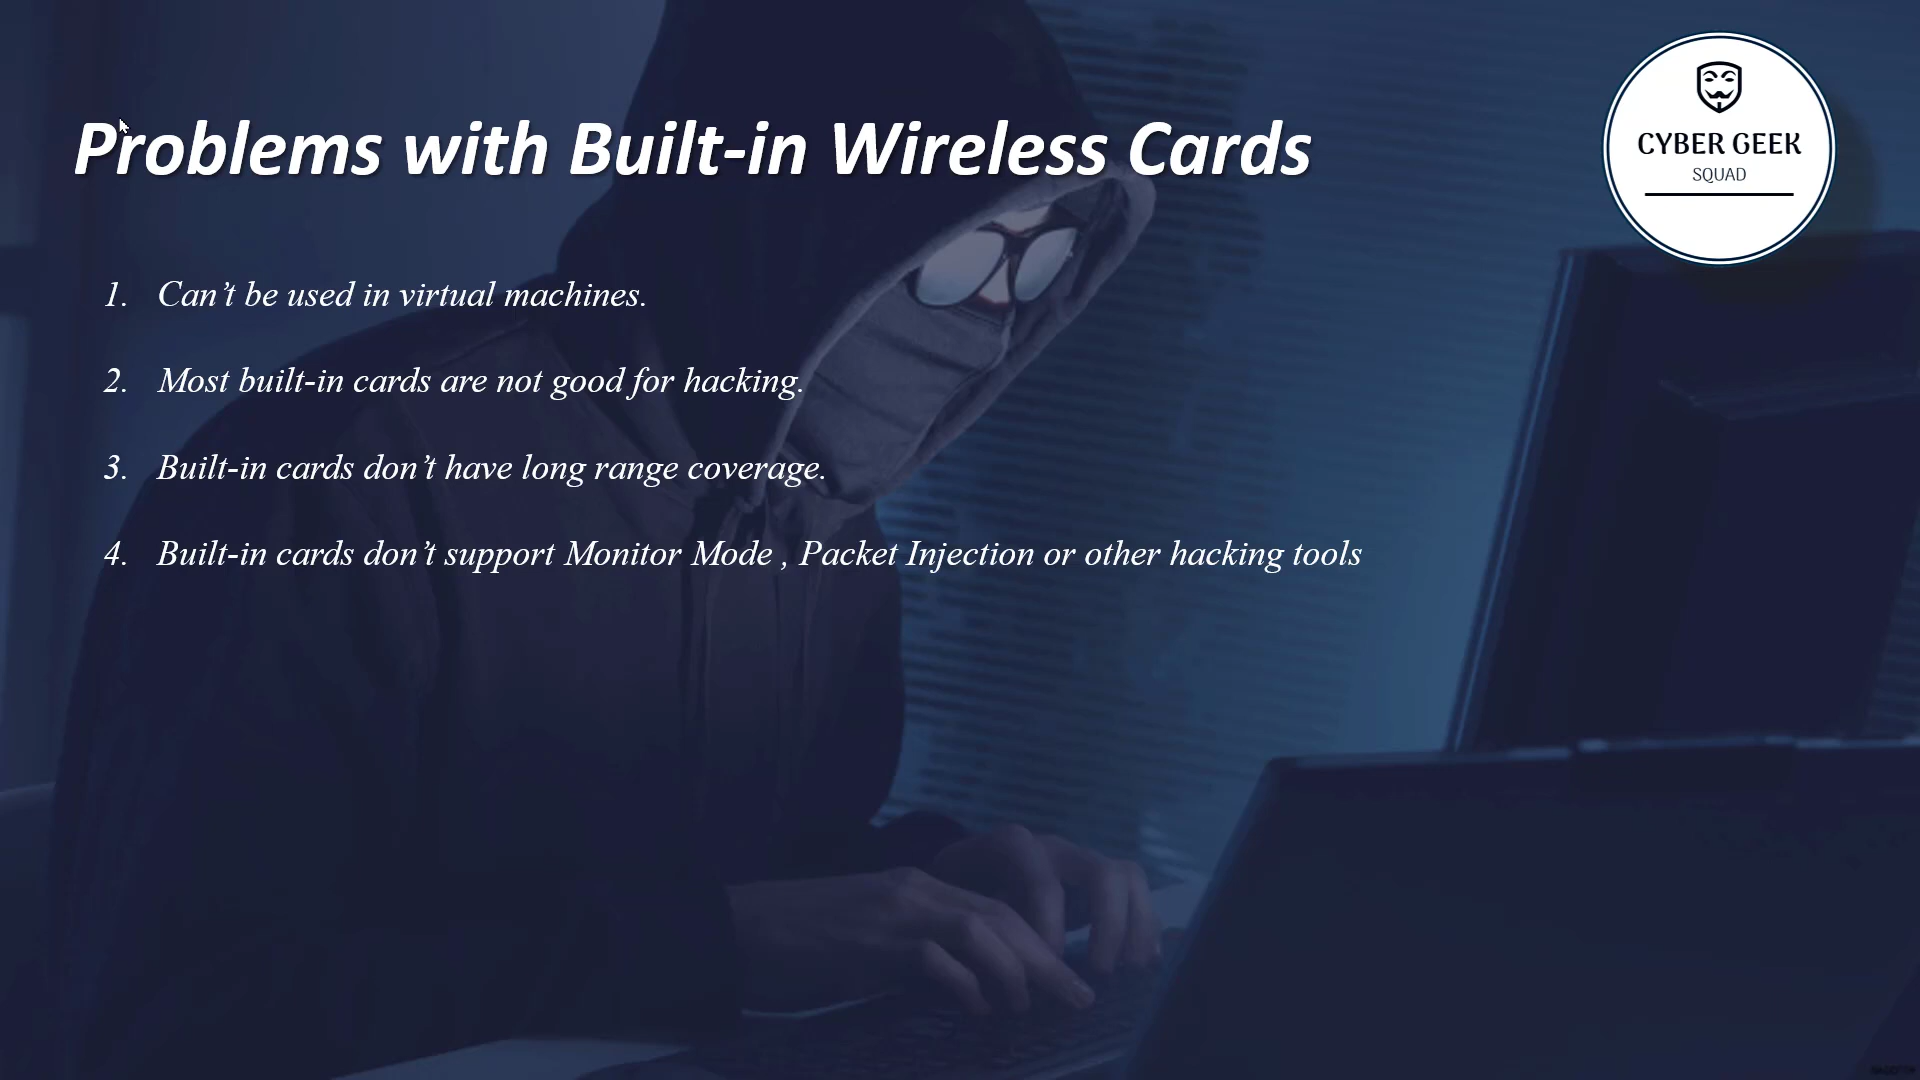 Problems with Built-in Wireless Cards
CYBER GEEK
SQUAD
1. Can’t be used in virtual machines.
2. Most built-in cards are not good for hacking.
3. Built-in cards don’t have long range coverage.
4. Built-in cards don’t support Monitor Mode , Packet Injection or other hacking tools